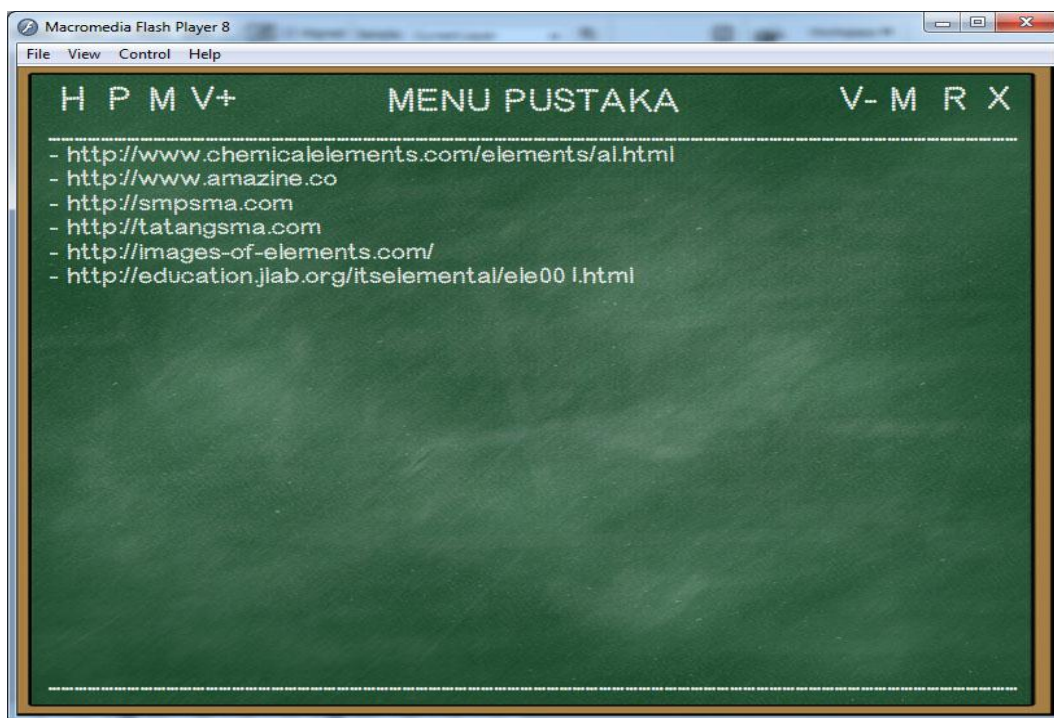 Macromedia Flash Player 8
File View Control Help
H P M V+ MENU PUSTAKA V- M R X
- http://www.chemicalelements.com/elements/al.html
- http://www.amazine.co
- http://smpsma.com
- http://tatangsma.com
- http://images-of-elements.com/
- http://education.jlab.org/itselemental/ele001.html